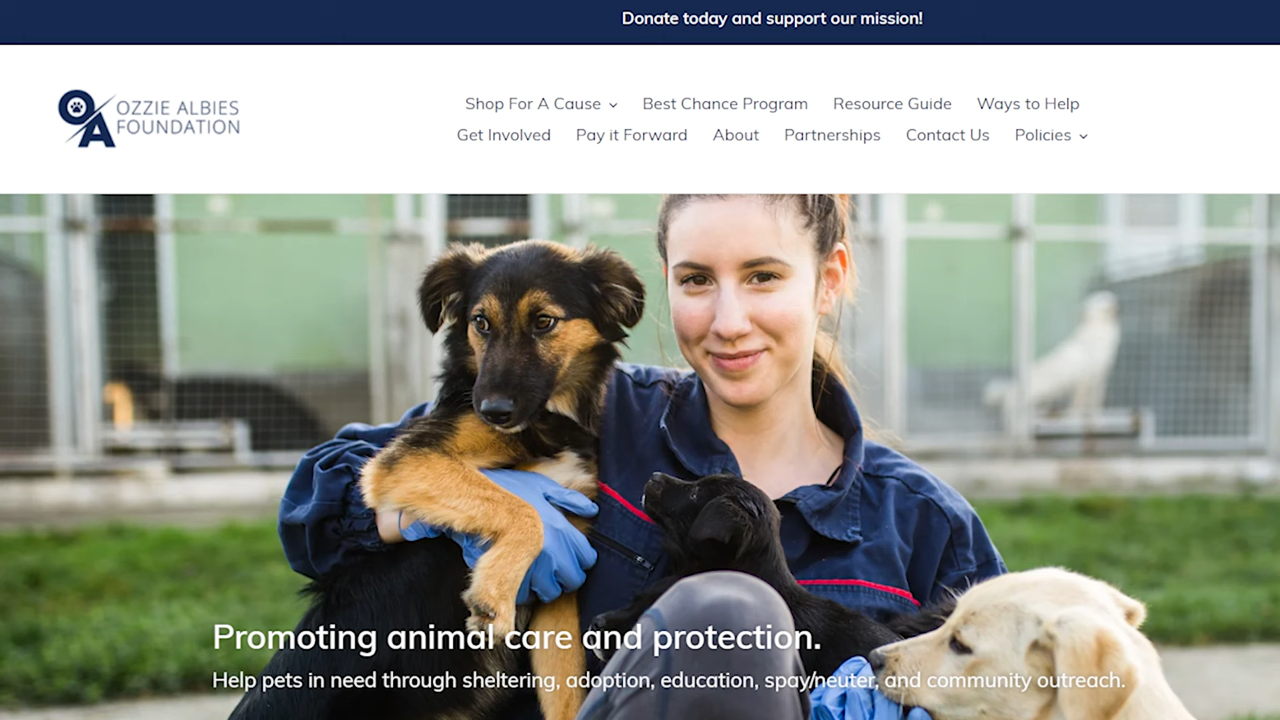 Donate today and support our mission!
OA OZZIE ALBIES
FOUNDATION
Shop For A Cause Best Chance Program Resource Guide Ways to Help
Get Involved Pay it Forward About Partnerships Contact Us Policies
Promoting animal care and protection.
Help pets in need through sheltering, adoption, education, spay/neuter, and community outreach.